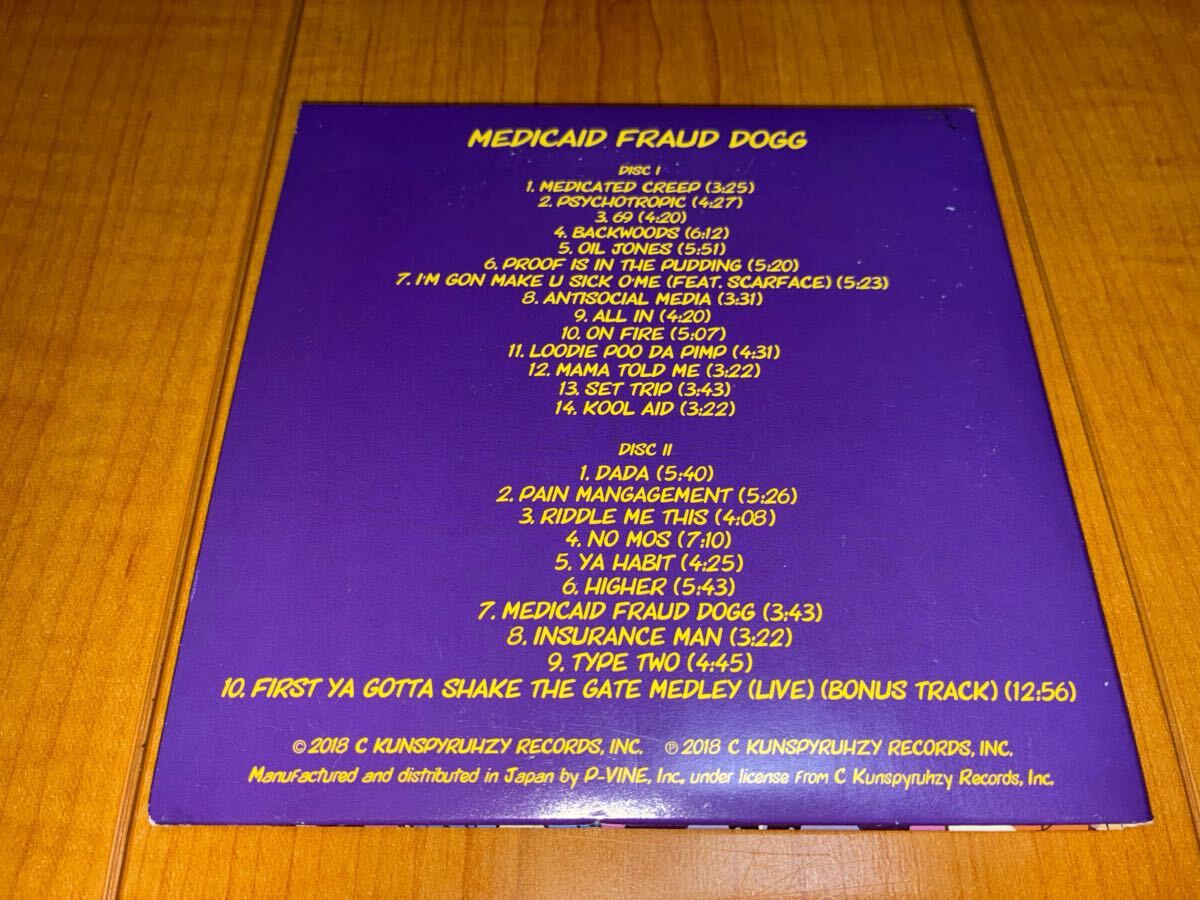 MEDICAID FRAUD DOGG
DISC I
1. MEDICATED CREEP (3:25)
2. PSYCHOTROPIC (4:27)
3. 69 (4:20)
4. BACKWOODS (6:12)
5. OIL JONES (5:51)
6. PROOF IS IN THE PUDDING (5:20)
7. I'M GON MAKE U SICK O'ME (FEAT. SCARFACE) (5:23)
8. ANTISOCIAL MEDIA (3:31)
9. ALL IN (4:20)
10. ON FIRE (5:07)
11. LOODIE POO DA PIMP (4:31)
12. MAMA TOLD ME (3:22)
13. SET TRIP (3:43)
14. KOOL AID (3:22)
DISC II
1. DADA (5:40)
2. PAIN MANGAGEMENT (5:26)
3. RIDDLE ME THIS (4:08)
4. NO MOS (7:10)
5. YA HABIT (4:25)
6. HIGHER (5:43)
7. MEDICAID FRAUD DOGG (3:43)
8. INSURANCE MAN (3:22)
9. TYPE TWO (4:45)
10. FIRST YA GOTTA SHAKE THE GATE MEDLEY (LIVE) (BONUS TRACK) (12:56)
© 2018 C KUNSPYRUHZY RECORDS, INC. ℗ 2018 C KUNSPYRUHZY RECORDS, INC.
Manufactured and distributed in Japan by P-VINE, Inc. under license from C Kunspyruhzy Records, Inc.